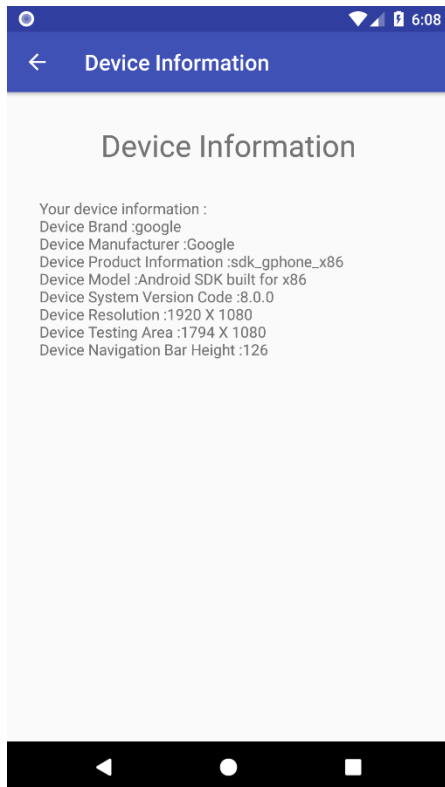 6:08
Device Information
Device Information
Your device information :
Device Brand :google
Device Manufacturer :Google
Device Product Information :sdk_gphone_x86
Device Model :Android SDK built for x86
Device System Version Code :8.0.0
Device Resolution :1920 X 1080
Device Testing Area :1794 X 1080
Device Navigation Bar Height :126